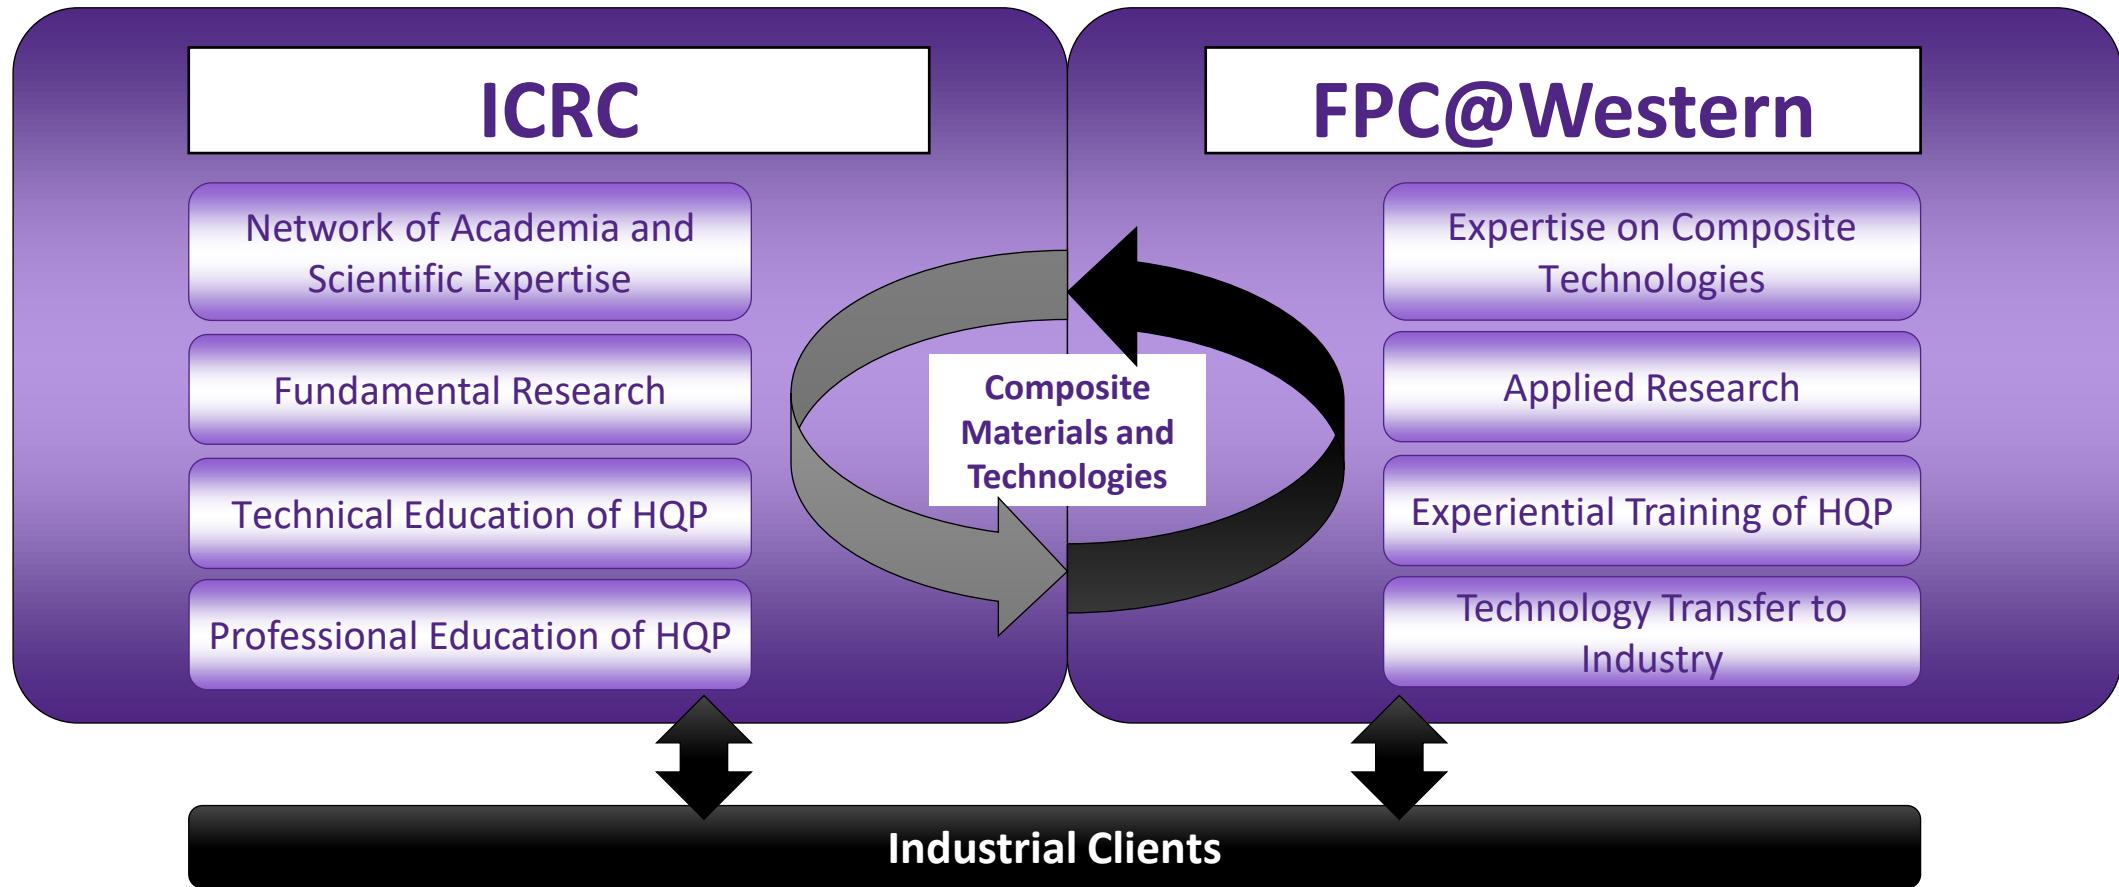 ICRC
Network of Academia and
Scientific Expertise
Fundamental Research
Technical Education of HQP
Professional Education of HQP
Composite
Materials and
Technologies
FPC@Western
Expertise on Composite
Technologies
Applied Research
Experiential Training of HQP
Technology Transfer to
Industry
Industrial Clients